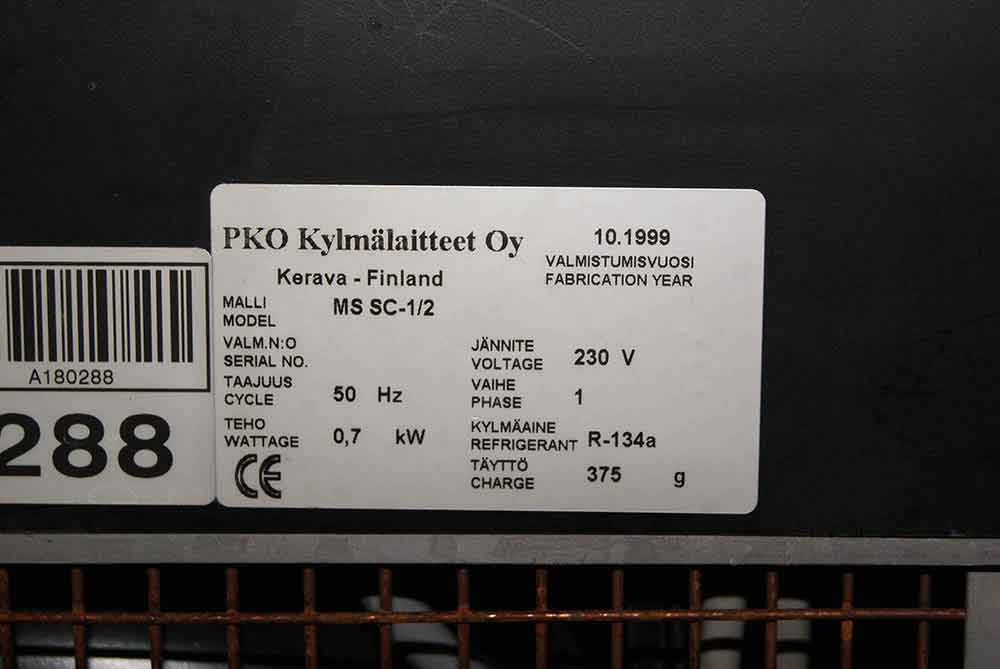 PKO Kylmälaitteet Oy
Kerava - Finland
10.1999
VALMISTUMISVUOSI
FABRICATION YEAR
MALLI
MODEL
MS SC-1/2
VALM.N:O
SERIAL NO.
JÄNNITE
VOLTAGE
230 V
TAAJUUS
CYCLE
50 Hz
VAIHE
PHASE
1
TEHO
WATTAGE
0,7 kW
KYLMÄAINE
REFRIGERANT
R-134a
TÄYTTÖ
CHARGE
375 g
CE
A180288
288